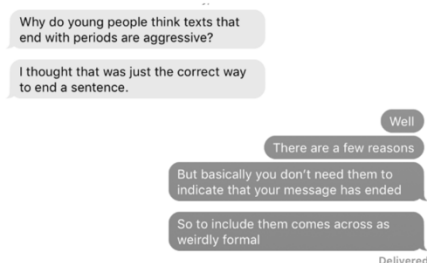 Why do young people think texts that
end with periods are aggressive?
I thought that was just the correct way
to end a sentence.
Well
There are a few reasons
But basically you don't need them to
indicate that your message has ended
So to include them comes across as
weirdly formal
Delivered